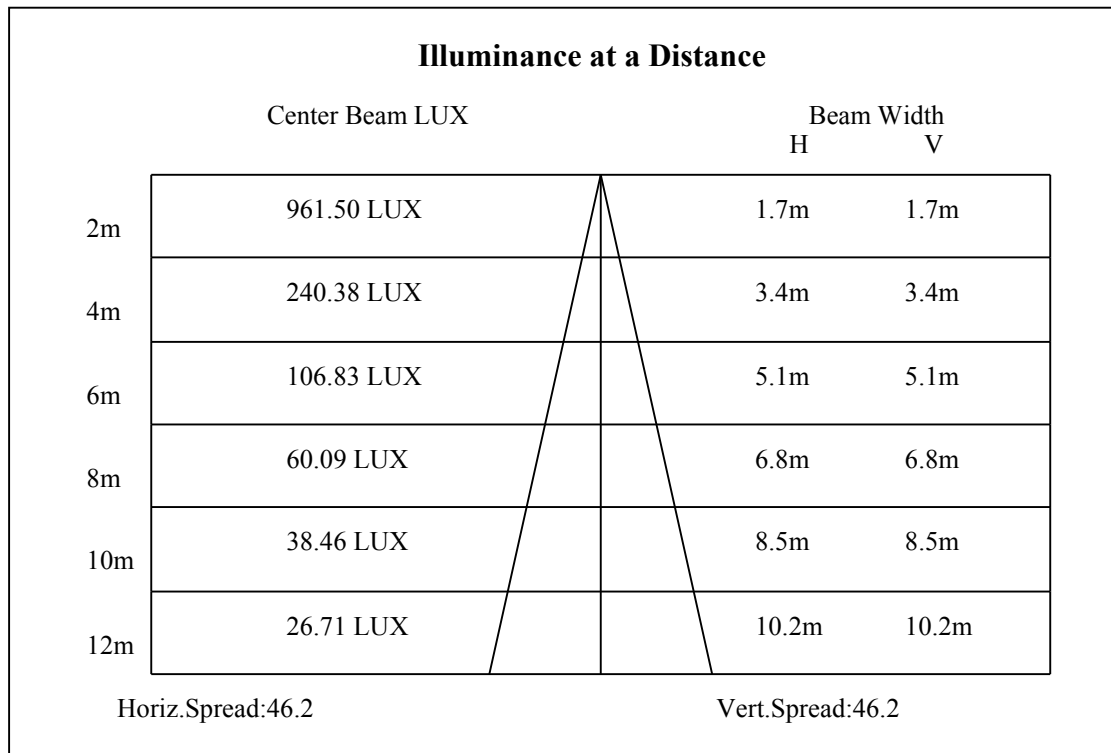 Illuminance at a Distance
Center Beam LUX Beam Width
H V
2m 961.50 LUX 1.7m 1.7m
4m 240.38 LUX 3.4m 3.4m
6m 106.83 LUX 5.1m 5.1m
8m 60.09 LUX 6.8m 6.8m
10m 38.46 LUX 8.5m 8.5m
12m 26.71 LUX 10.2m 10.2m
Horiz.Spread:46.2 Vert.Spread:46.2